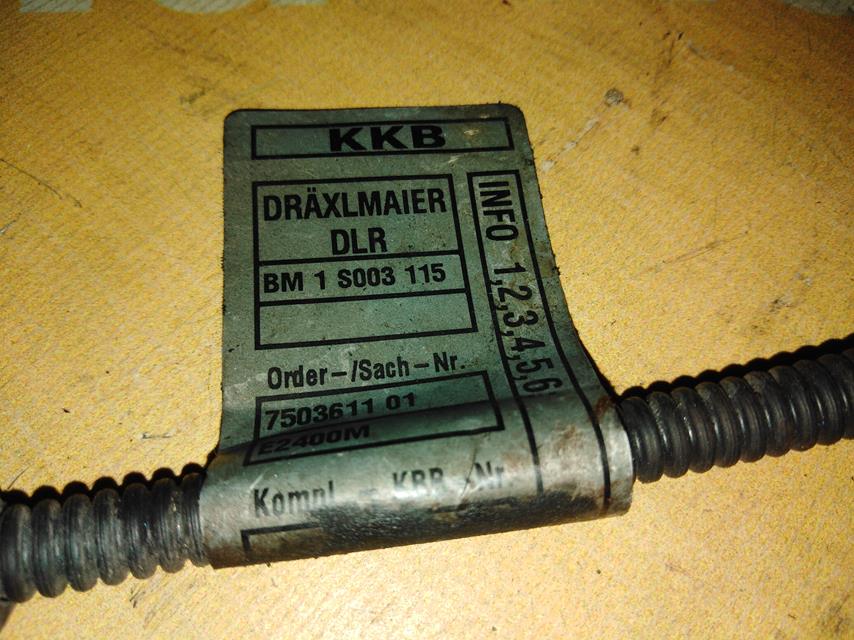 KKB
DRÄXLMAIER
DLR
BM 1 S003 115
INFO 1,2,3,4,5,6
Order-/Sach-Nr.
7503611 01
E2400M
Kompl - KBB - Nr